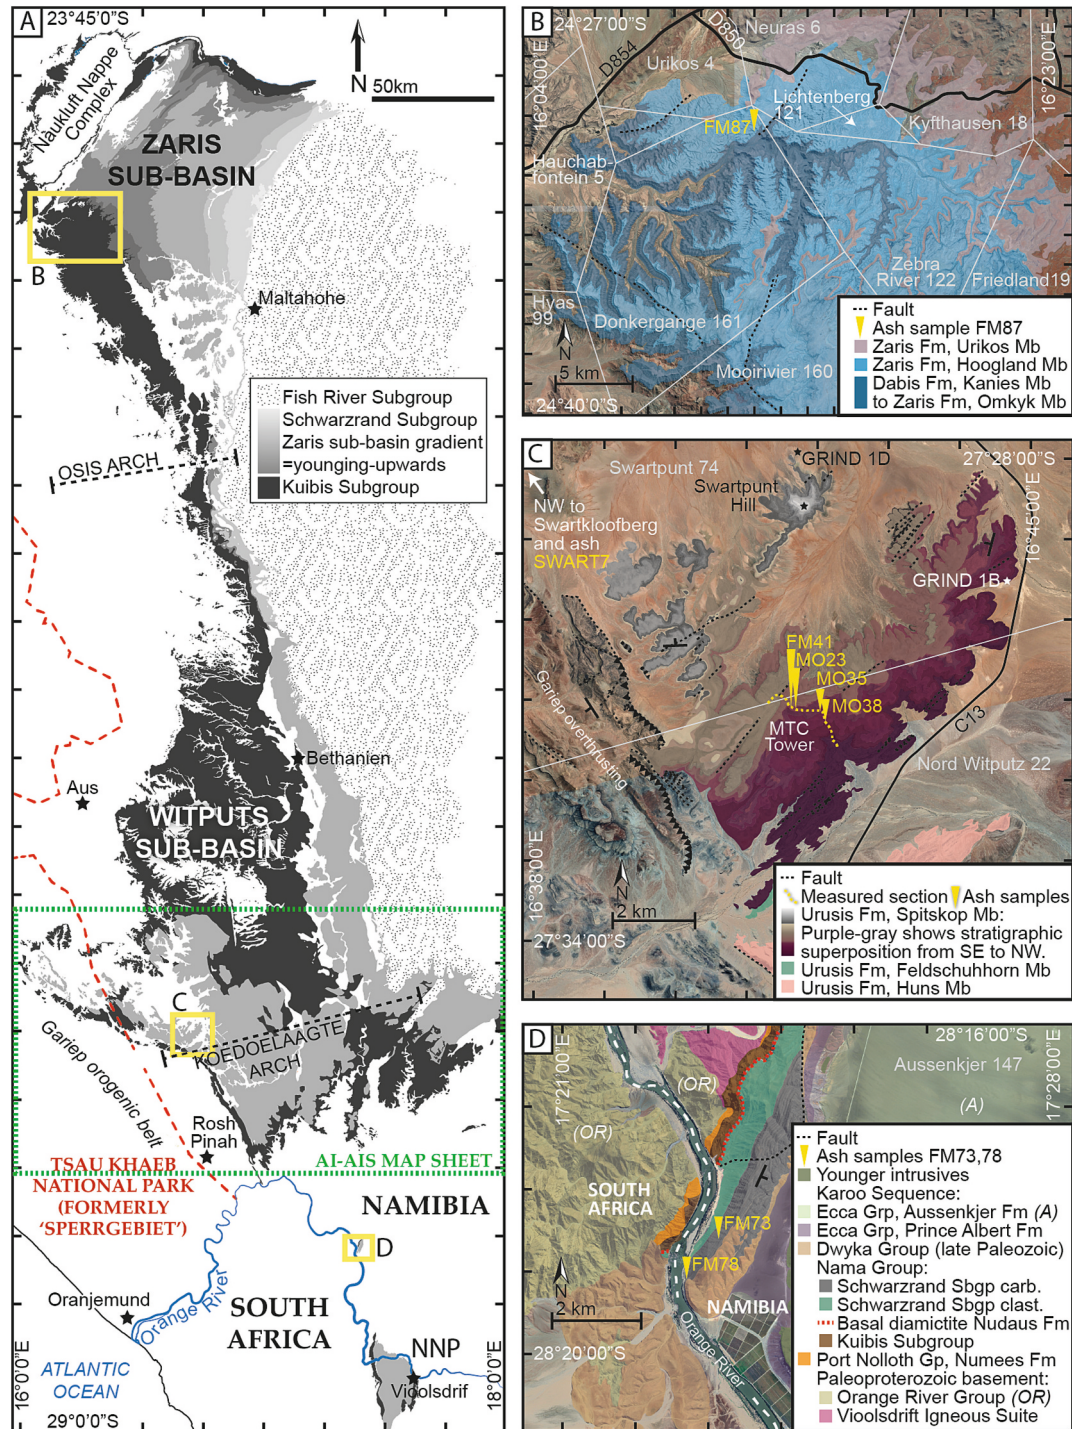 A
23°45'0"S
N
50km
Naukluft Nappe
Complex
ZARIS
SUB-BASIN
B
Maltahohe
Fish River Subgroup
Schwarzrand Subgroup
Zaris sub-basin gradient
=younging-upwards
Kuibis Subgroup
OSIS ARCH
Bethanien
Aus
WITPUTS
SUB-BASIN
C
KOEDOELAAGTE
ARCH
Gariep orogenic belt
Rosh
Pinah
TSAU KHAEB
NATIONAL PARK
(FORMERLY
'SPERRGEBIET')
AI-AIS MAP SHEET
NAMIBIA
D
Oranjemund
Orange River
SOUTH
AFRICA
NNP
Vioolsdrif
ATLANTIC
OCEAN
16°0'0"E
18°0'0"E
29°0'0"S
B
24°27'00"S
Neuras 6
D850
D854
Urikos 4
16°04'00"E
16°23'00"E
Lichtenberg
121
FM87
Kyfthausen 18
Hauchab-
fontein 5
Zebra
River 122
Friedland19
Hyas
99
Donkergange 161
Mooirivier 160
N
5 km
24°40'0"S
Fault
Ash sample FM87
Zaris Fm, Urikos Mb
Zaris Fm, Hoogland Mb
Dabis Fm, Kanies Mb
to Zaris Fm, Omkyk Mb
C
Swartpunt 74
GRIND 1D
27°28'00"S
Swartpunt
Hill
NW to
Swartkloofberg
and ash
SWART7
16°45'00"E
GRIND 1B
FM41
MO23
MO35
MO38
MTC
Tower
Gariep overthrusting
C13
Nord Witputz 22
16°38'00"E
N
2 km
27°34'00"S
Fault
Measured section
Ash samples
Urusis Fm, Spitskop Mb:
Purple-gray shows stratigraphic
superposition from SE to NW.
Urusis Fm, Feldschuhhorn Mb
Urusis Fm, Huns Mb
D
28°16'00"S
17°21'00"E
17°28'00"E
Aussenkjer 147
(OR)
(OR)
(A)
SOUTH
AFRICA
FM73
FM78
NAMIBIA
Orange River
N
2 km
28°20'00"S
Fault
Ash samples FM73,78
Younger intrusives
Karoo Sequence:
Ecca Grp, Aussenkjer Fm (A)
Ecca Grp, Prince Albert Fm
Dwyka Group (late Paleozoic)
Nama Group:
Schwarzrand Sbgp carb.
Schwarzrand Sbgp clast.
Basal diamictite Nudaus Fm
Kuibis Subgroup
Port Nolloth Gp, Numees Fm
Paleoproterozoic basement:
Orange River Group (OR)
Vioolsdrift Igneous Suite